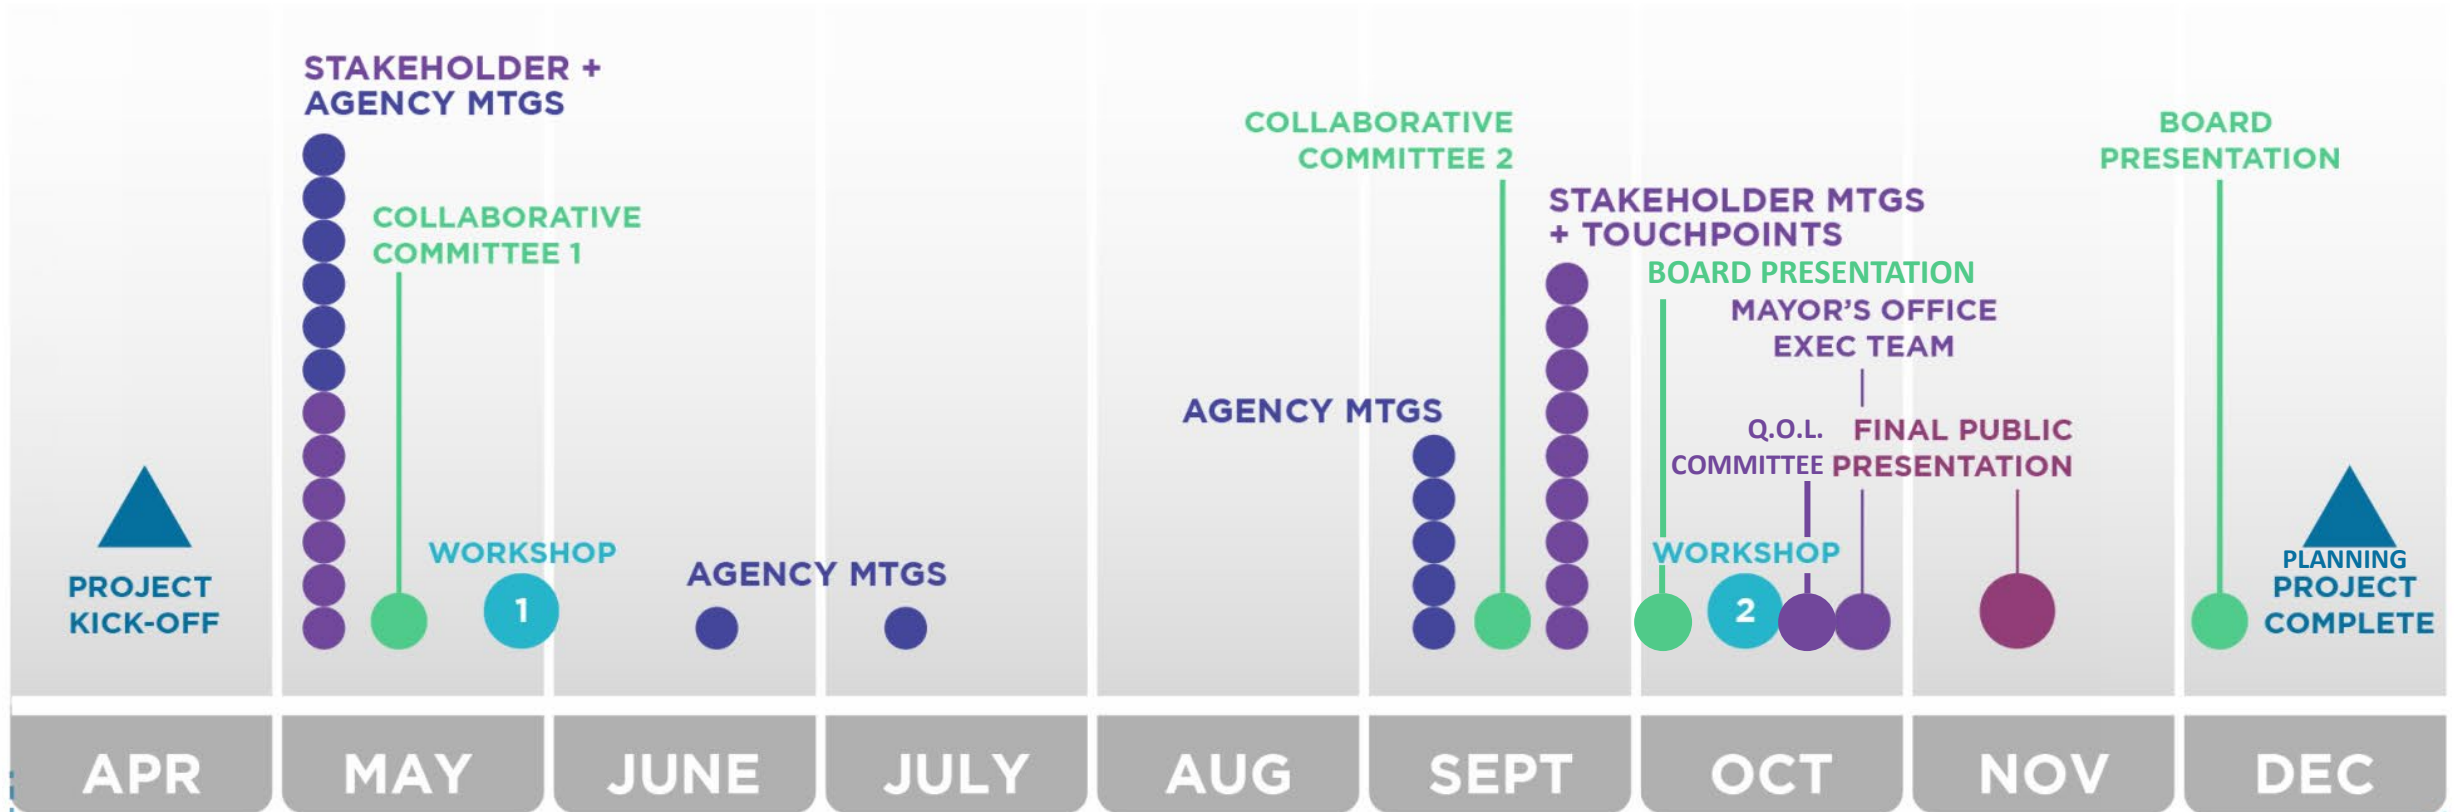 STAKEHOLDER +
AGENCY MTGS
COLLABORATIVE
COMMITTEE 1
PROJECT
KICK-OFF
WORKSHOP
1
AGENCY MTGS
COLLABORATIVE
COMMITTEE 2
AGENCY MTGS
STAKEHOLDER MTGS
+ TOUCHPOINTS
BOARD PRESENTATION
MAYOR'S OFFICE
EXEC TEAM
Q.O.L.
COMMITTEE
FINAL PUBLIC
PRESENTATION
WORKSHOP
2
BOARD
PRESENTATION
PLANNING
PROJECT
COMPLETE
APR
MAY
JUNE
JULY
AUG
SEPT
OCT
NOV
DEC